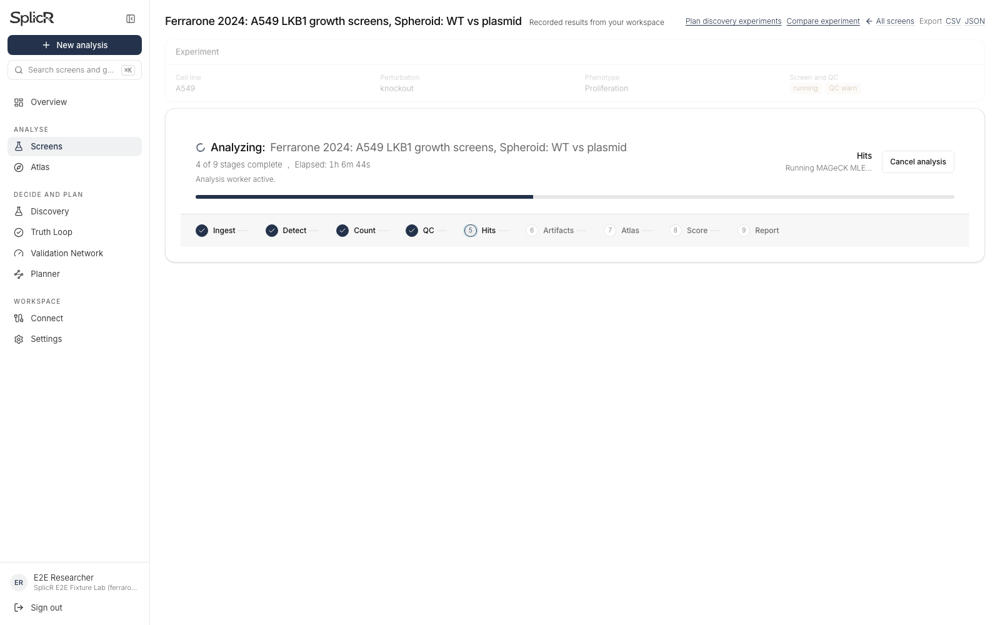 SplicR
New analysis
Search screens and g... ⌘K
Overview
ANALYSE
Screens
Atlas
DECIDE AND PLAN
Discovery
Truth Loop
Validation Network
Planner
WORKSPACE
Connect
Settings
ER
E2E Researcher
SplicR E2E Fixture Lab (ferraro...
Sign out
Ferrarone 2024: A549 LKB1 growth screens, Spheroid: WT vs plasmid Recorded results from your workspace
Plan discovery experiments Compare experiment ← All screens Export CSV JSON
Experiment
Cell line Perturbation Phenotype Screen and QC
A549 knockout Proliferation running QC warn
Analyzing: Ferrarone 2024: A549 LKB1 growth screens, Spheroid: WT vs plasmid
4 of 9 stages complete , Elapsed: 1h 6m 44s
Analysis worker active.
Hits
Running MAGeCK MLE...
Cancel analysis
Ingest Detect Count QC 5 Hits 6 Artifacts 7 Atlas 8 Score 9 Report